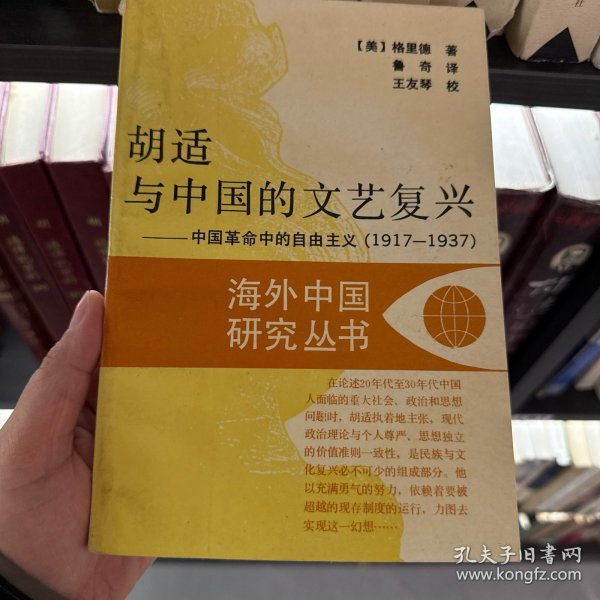 【美】格里德 著
鲁奇 译
王友琴 校
胡适
与中国的文艺复兴
——中国革命中的自由主义(1917—1937)
海外中国
研究丛书
在论述20年代至30年代中国
人面临的重大社会、政治和思想
问题时，胡适执着地主张，现代
政治理论与个人尊严、思想独立
的价值准则一致性，是民族与文
化复兴必不可少的组成部分。他
以充满勇气的努力，依赖着要被
超越的现存制度的运行，力图去
实现这一幻想……
孔夫子旧書网
www.kongfz.com